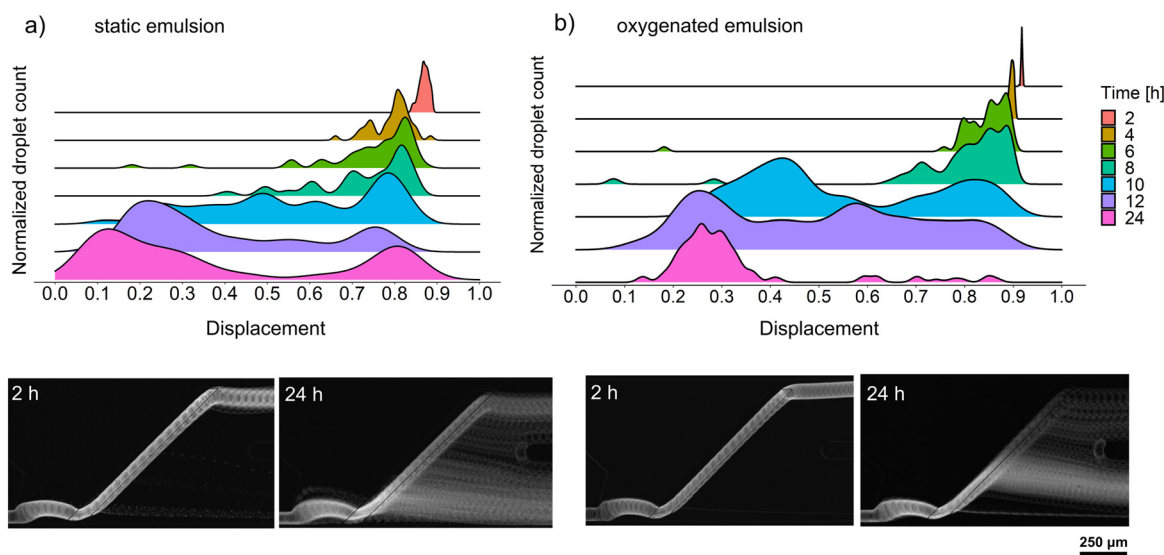 a) static emulsion
b) oxygenated emulsion
Normalized droplet count
Normalized droplet count
Time [h]
2
4
6
8
10
12
24
0.0 0.1 0.2 0.3 0.4 0.5 0.6 0.7 0.8 0.9 1.0
0.0 0.1 0.2 0.3 0.4 0.5 0.6 0.7 0.8 0.9 1.0
Displacement
Displacement
2 h
24 h
2 h
24 h
250 µm